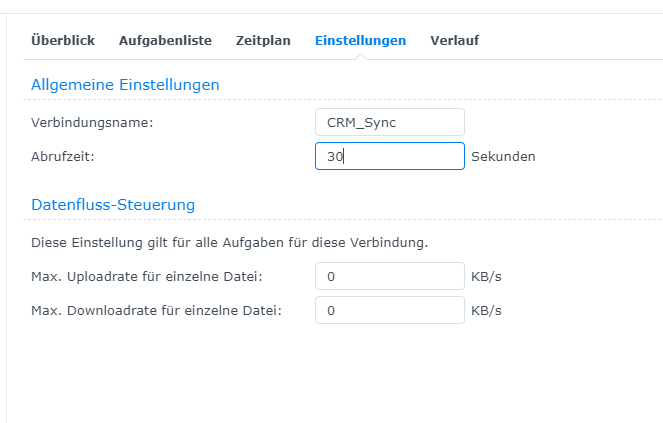 Überblick Aufgabenliste Zeitplan Einstellungen Verlauf
Allgemeine Einstellungen
Verbindungsname: CRM_Sync
Abrufzeit: 30 Sekunden
Datenfluss-Steuerung
Diese Einstellung gilt für alle Aufgaben für diese Verbindung.
Max. Uploadrate für einzelne Datei: 0 KB/s
Max. Downloadrate für einzelne Datei: 0 KB/s